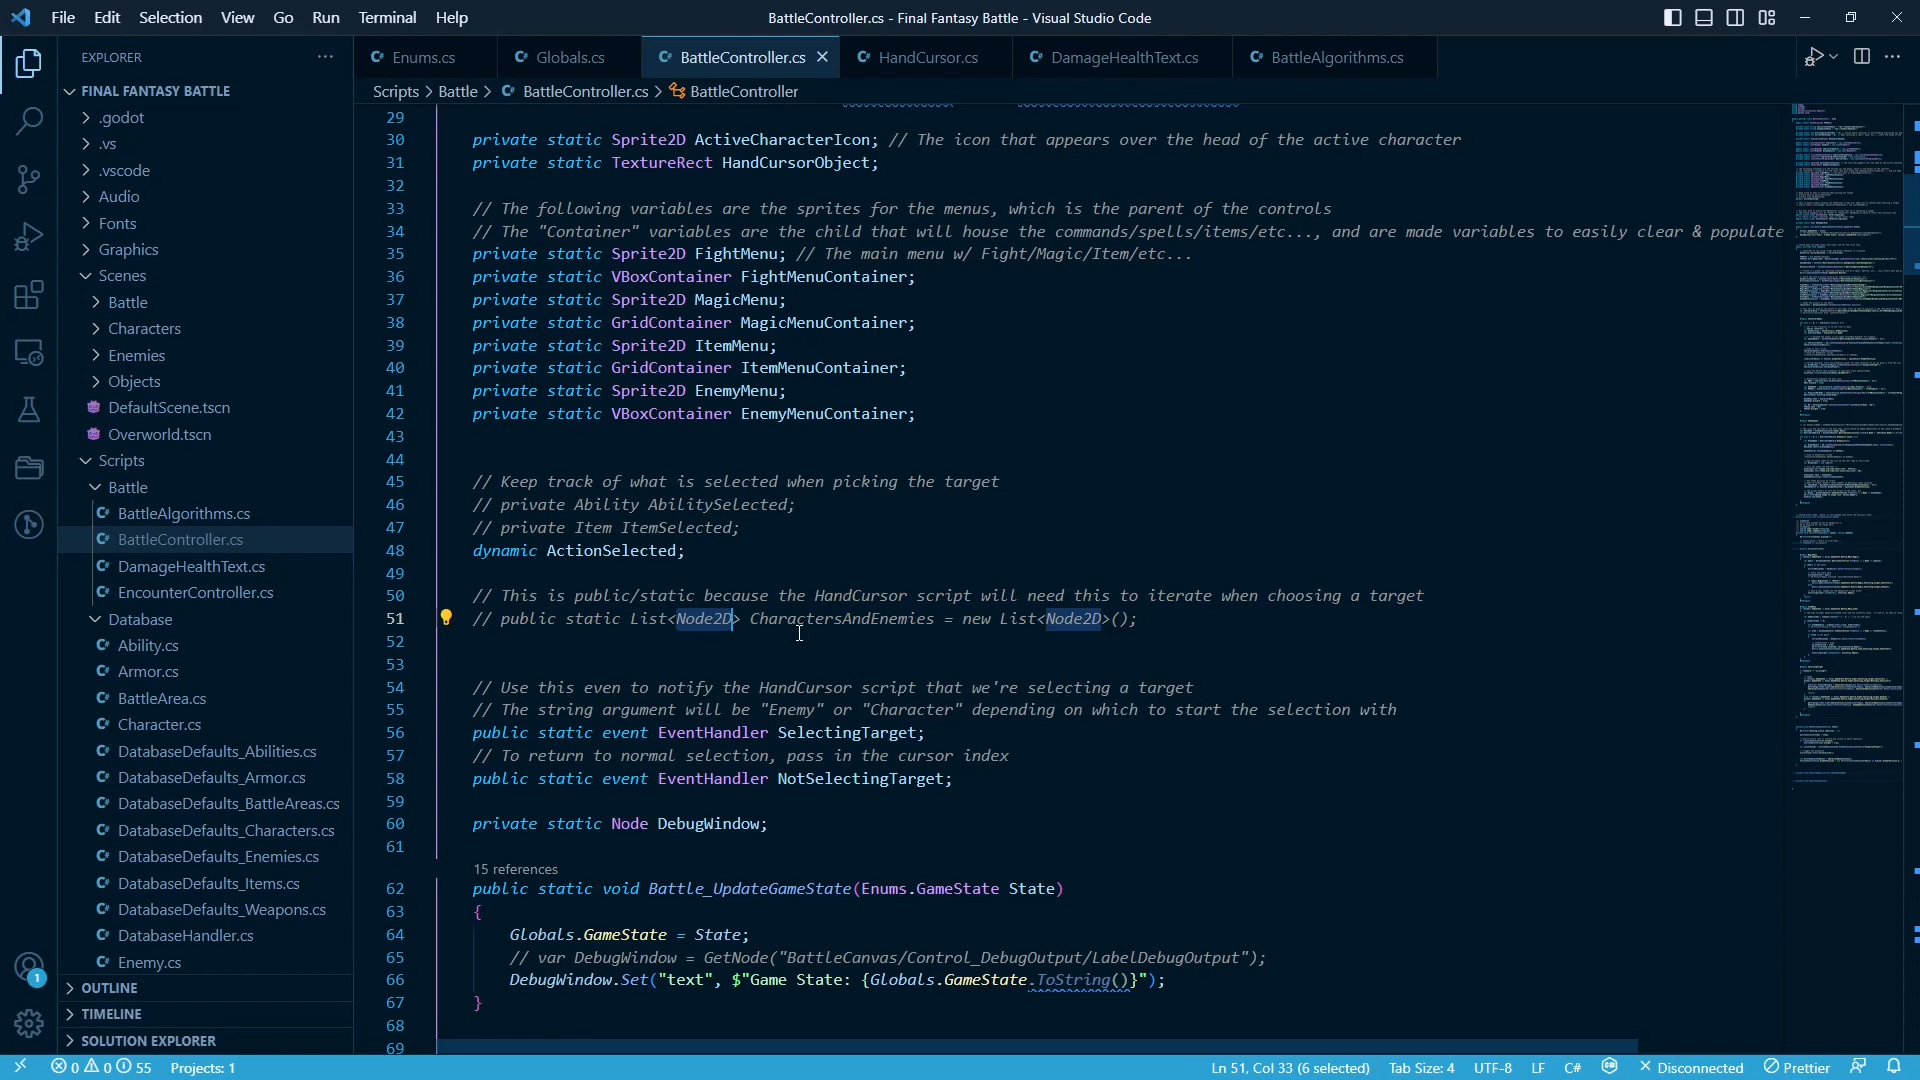 File Edit Selection View Go Run Terminal Help
BattleController.cs - Final Fantasy Battle - Visual Studio Code
EXPLORER
FINAL FANTASY BATTLE
.godot
.vs
.vscode
Audio
Fonts
Graphics
Scenes
Battle
Characters
Enemies
Objects
DefaultScene.tscn
Overworld.tscn
Scripts
Battle
BattleAlgorithms.cs
BattleController.cs
DamageHealthText.cs
EncounterController.cs
Database
Ability.cs
Armor.cs
BattleArea.cs
Character.cs
DatabaseDefaults_Abilities.cs
DatabaseDefaults_Armor.cs
DatabaseDefaults_BattleAreas.cs
DatabaseDefaults_Characters.cs
DatabaseDefaults_Enemies.cs
DatabaseDefaults_Items.cs
DatabaseDefaults_Weapons.cs
DatabaseHandler.cs
Enemy.cs
OUTLINE
TIMELINE
SOLUTION EXPLORER
1
Enums.cs Globals.cs BattleController.cs HandCursor.cs DamageHealthText.cs BattleAlgorithms.cs
Scripts > Battle > BattleController.cs > BattleController
29
30 private static Sprite2D ActiveCharacterIcon; // The icon that appears over the head of the active character
31 private static TextureRect HandCursorObject;
32
33 // The following variables are the sprites for the menus, which is the parent of the controls
34 // The "Container" variables are the child that will house the commands/spells/items/etc..., and are made variables to easily clear & populate
35 private static Sprite2D FightMenu; // The main menu w/ Fight/Magic/Item/etc...
36 private static VBoxContainer FightMenuContainer;
37 private static Sprite2D MagicMenu;
38 private static GridContainer MagicMenuContainer;
39 private static Sprite2D ItemMenu;
40 private static GridContainer ItemMenuContainer;
41 private static Sprite2D EnemyMenu;
42 private static VBoxContainer EnemyMenuContainer;
43
44
45 // Keep track of what is selected when picking the target
46 // private Ability AbilitySelected;
47 // private Item ItemSelected;
48 dynamic ActionSelected;
49
50 // This is public/static because the HandCursor script will need this to iterate when choosing a target
51 // public static List<Node2D> CharactersAndEnemies = new List<Node2D>();
52
53
54 // Use this even to notify the HandCursor script that we're selecting a target
55 // The string argument will be "Enemy" or "Character" depending on which to start the selection with
56 public static event EventHandler SelectingTarget;
57 // To return to normal selection, pass in the cursor index
58 public static event EventHandler NotSelectingTarget;
59
60 private static Node DebugWindow;
61
15 references
62 public static void Battle_UpdateGameState(Enums.GameState State)
63 {
64 Globals.GameState = State;
65 // var DebugWindow = GetNode("BattleCanvas/Control_DebugOutput/LabelDebugOutput");
66 DebugWindow.Set("text", $"Game State: {Globals.GameState.ToString()}");
67 }
68
69
0 0 55 Projects: 1
Ln 51, Col 33 (6 selected) Tab Size: 4 UTF-8 LF C# Disconnected Prettier